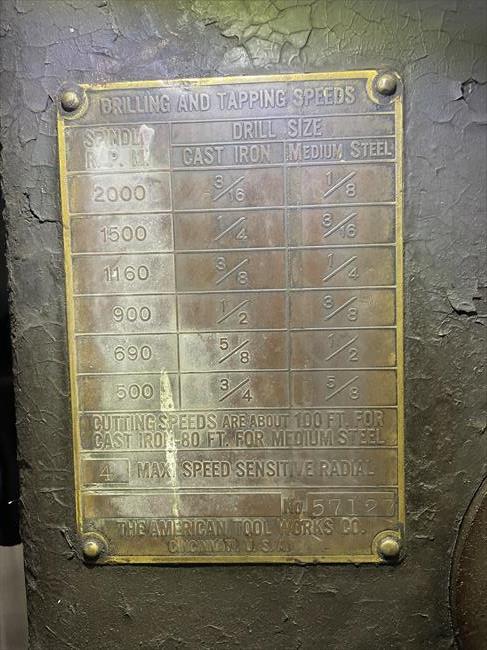 DRILLING AND TAPPING SPEEDS
SPINDLE R.P.M. DRILL SIZE
CAST IRON MEDIUM STEEL
2000 3/16 1/8
1500 1/4 3/16
1160 3/8 1/4
900 1/2 3/8
690 5/8 1/2
500 3/4 5/8
CUTTING SPEEDS ARE ABOUT 100 FT. FOR
CAST IRON-80 FT. FOR MEDIUM STEEL
4 MAX SPEED SENSITIVE RADIAL
No 57127
THE AMERICAN TOOL WORKS CO.
CINCINATI U.S.A.